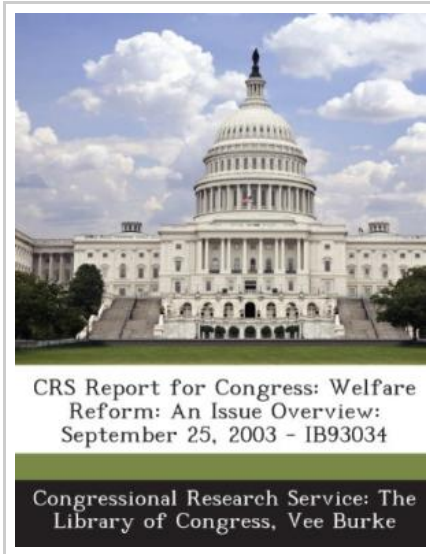 CRS Report for Congress: Welfare
Reform: An Issue Overview:
September 25, 2003 - IB93034
Congressional Research Service: The
Library of Congress, Vee Burke